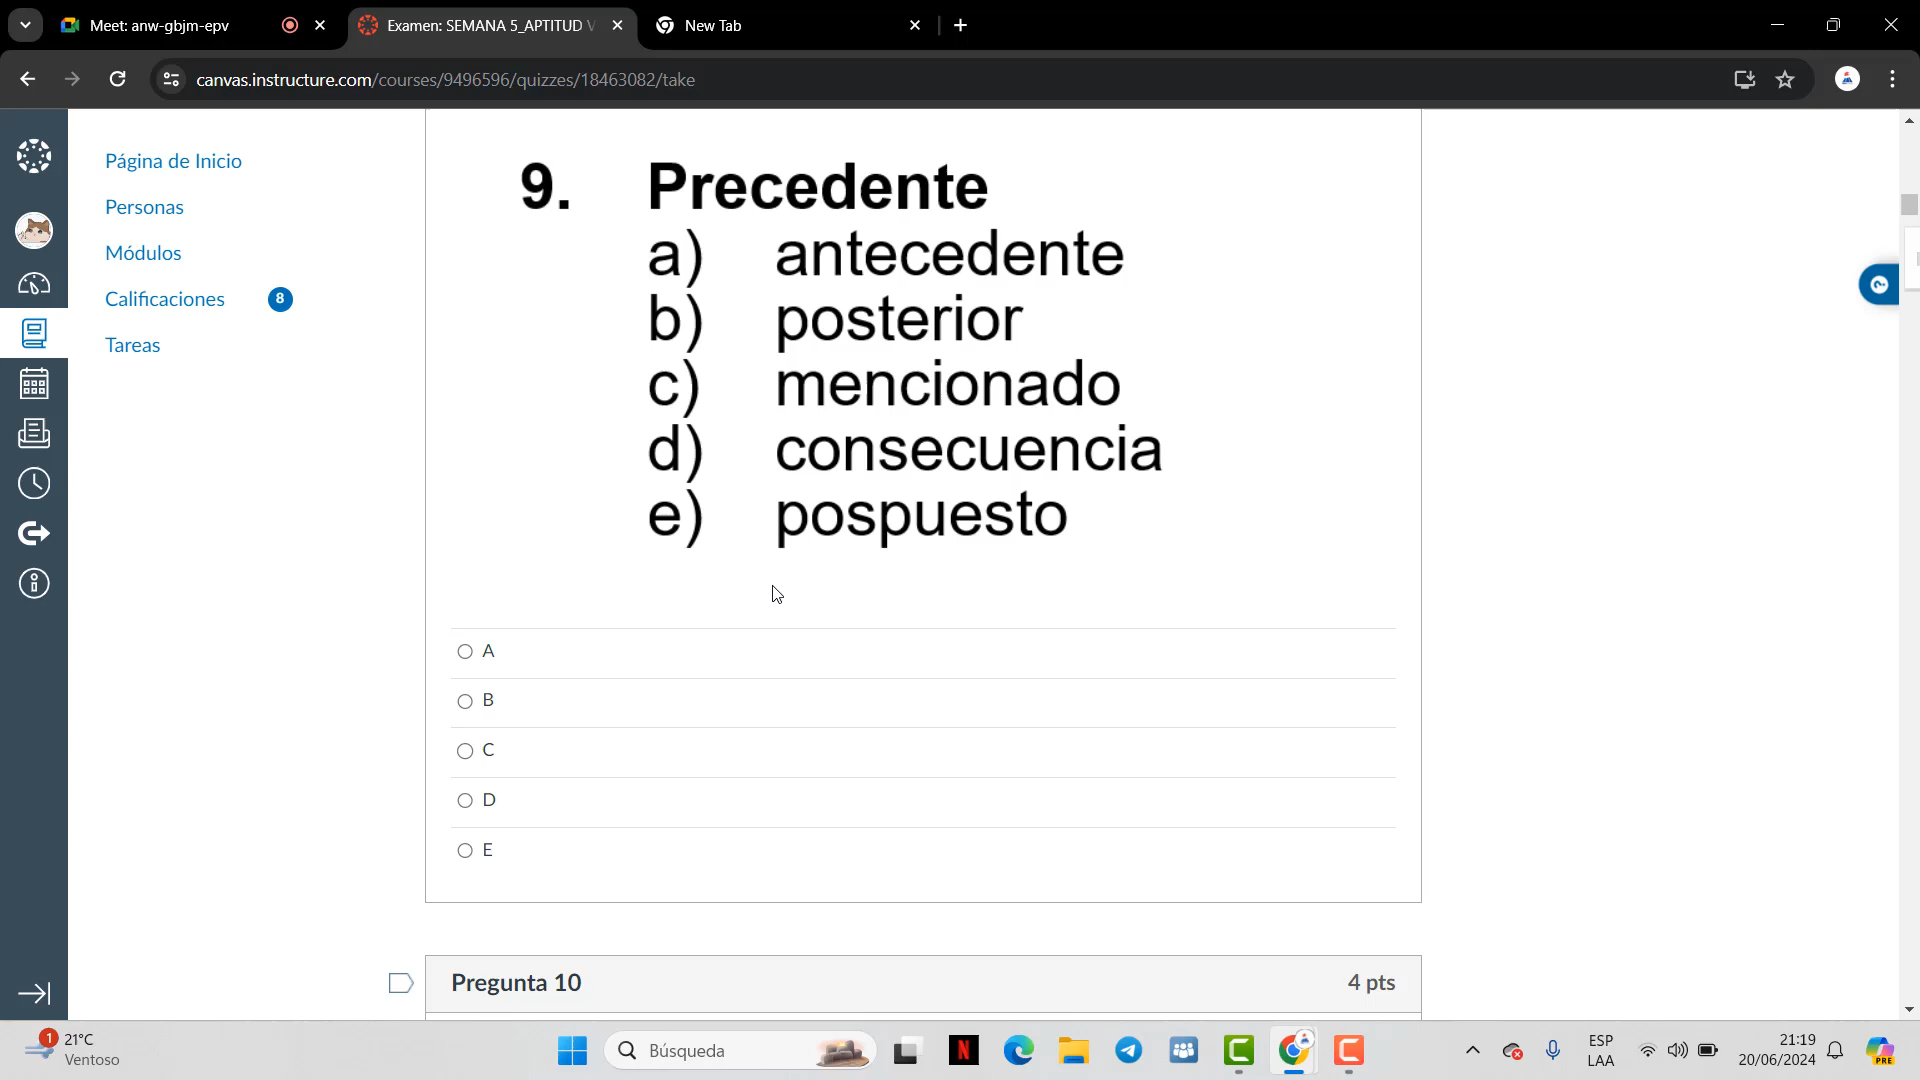 Meet: anw-gbjm-epv
Examen: SEMANA 5_APTITUD V
New Tab
canvas.instructure.com/courses/9496596/quizzes/18463082/take
Página de Inicio
Personas
Módulos
Calificaciones 8
Tareas
9. Precedente
a) antecedente
b) posterior
c) mencionado
d) consecuencia
e) pospuesto
A
B
C
D
E
Pregunta 10 4 pts
1
21°C
Ventoso
Búsqueda
N
ESP
LAA
21:19
20/06/2024
PRE